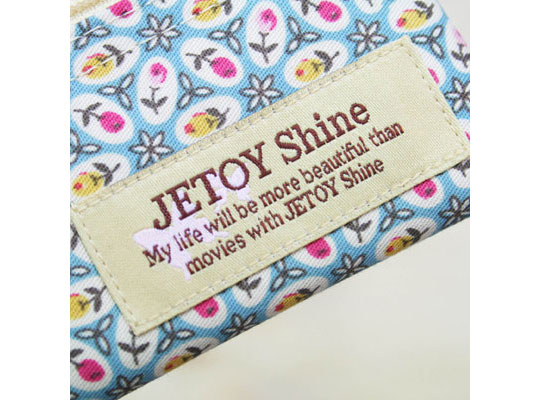 JETOY Shine
My life will be more beautiful than
movies with JETOY Shine